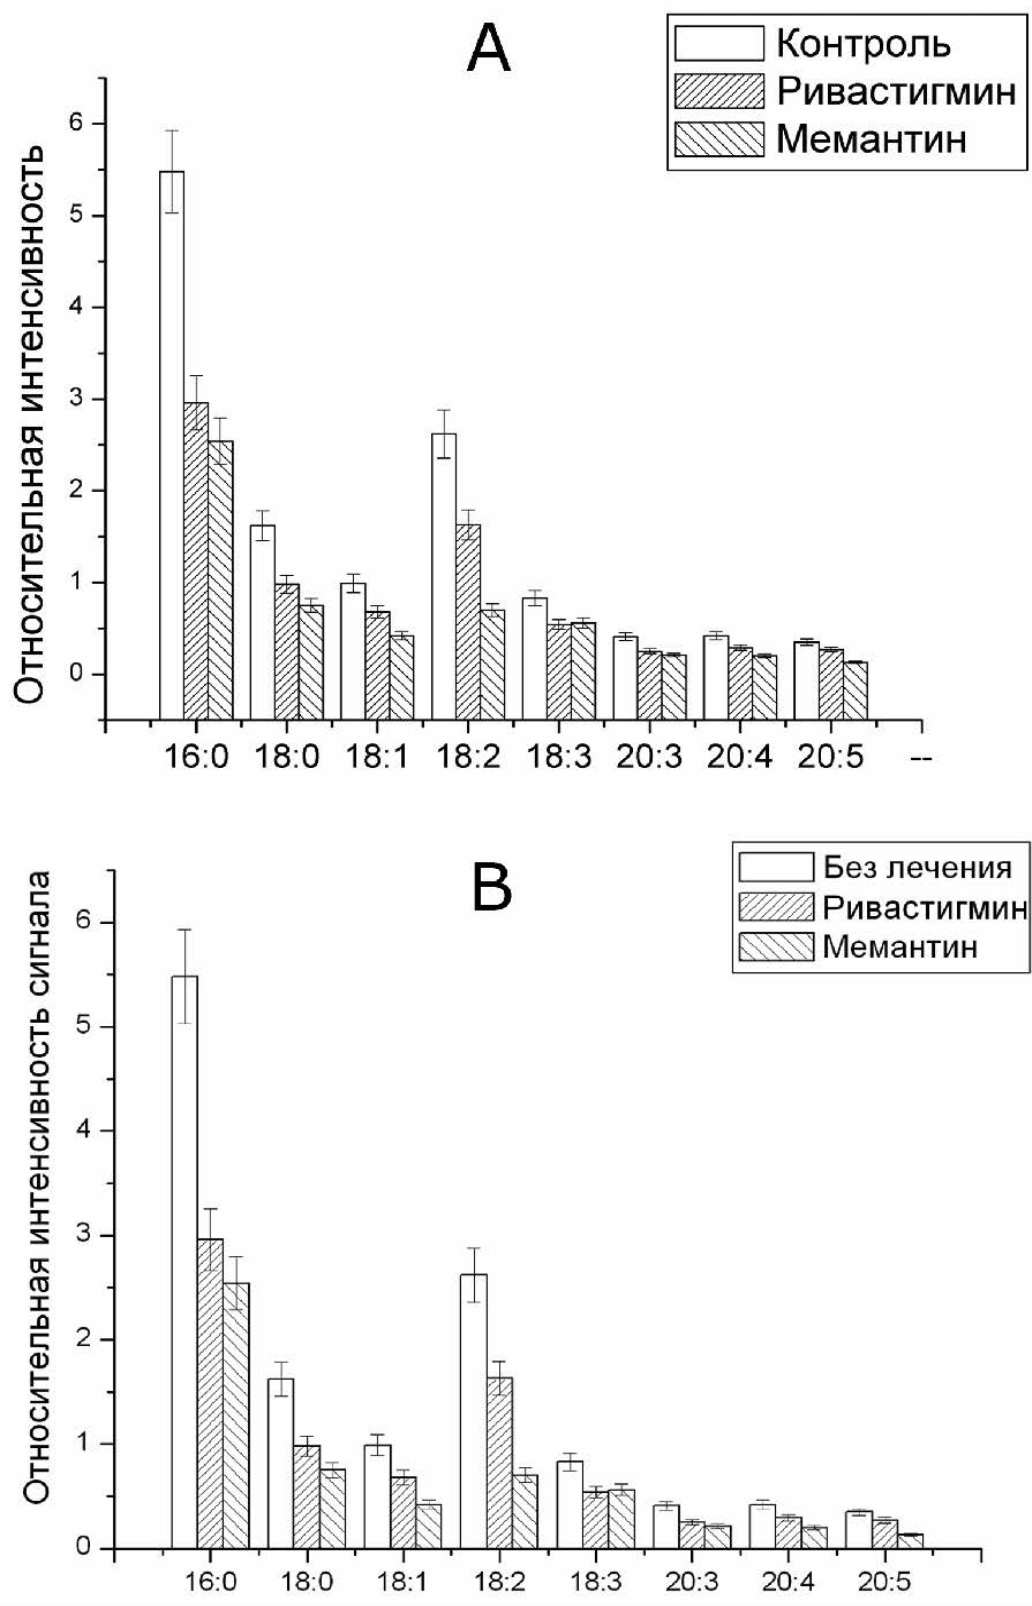 A
Контроль
Ривастигмин
Мемантин
Относительная интенсивность
6
5
4
3
2
1
0
16:0 18:0 18:1 18:2 18:3 20:3 20:4 20:5 --
B
Без лечения
Ривастигмин
Мемантин
Относительная интенсивность сигнала
6
5
4
3
2
1
0
16:0 18:0 18:1 18:2 18:3 20:3 20:4 20:5